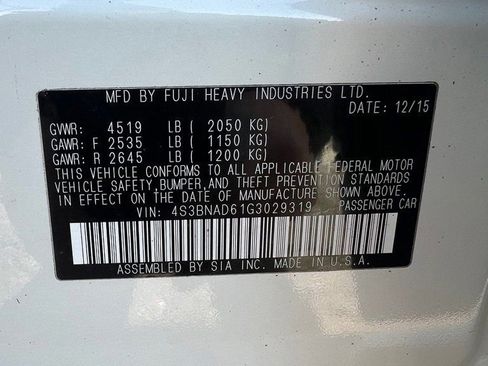 MFD BY FUJI HEAVY INDUSTRIES LTD.
DATE: 12/15
GVWR: 4519 LB ( 2050 KG)
GAWR: F 2535 LB ( 1150 KG)
GAWR: R 2645 LB ( 1200 KG)
THIS VEHICLE CONFORMS TO ALL APPLICABLE FEDERAL MOTOR
VEHICLE SAFETY,BUMPER,AND THEFT PREVENTION STANDARDS
IN EFFECT ON THE DATE OF MANUFACTURE SHOWN ABOVE.
VIN: 4S3BNAD61G3029319 PASSENGER CAR
ASSEMBLED BY SIA INC. MADE IN U.S.A.